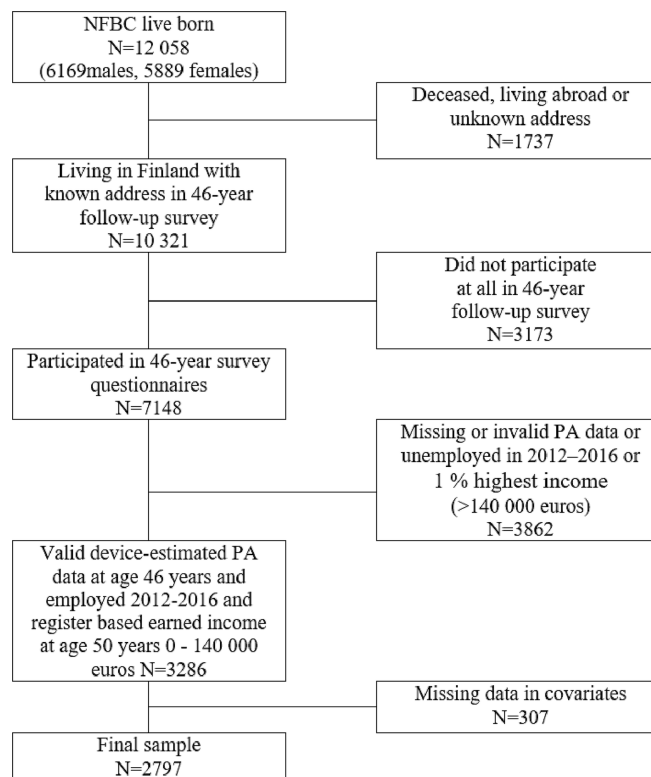 NFBC live born
N=12 058
(6169males, 5889 females)
Deceased, living abroad or
unknown address
N=1737
Living in Finland with
known address in 46-year
follow-up survey
N=10 321
Did not participate
at all in 46-year
follow-up survey
N=3173
Participated in 46-year survey
questionnaires
N=7148
Missing or invalid PA data or
unemployed in 2012–2016 or
1 % highest income
(>140 000 euros)
N=3862
Valid device-estimated PA
data at age 46 years and
employed 2012-2016 and
register based earned income
at age 50 years 0 - 140 000
euros N=3286
Missing data in covariates
N=307
Final sample
N=2797